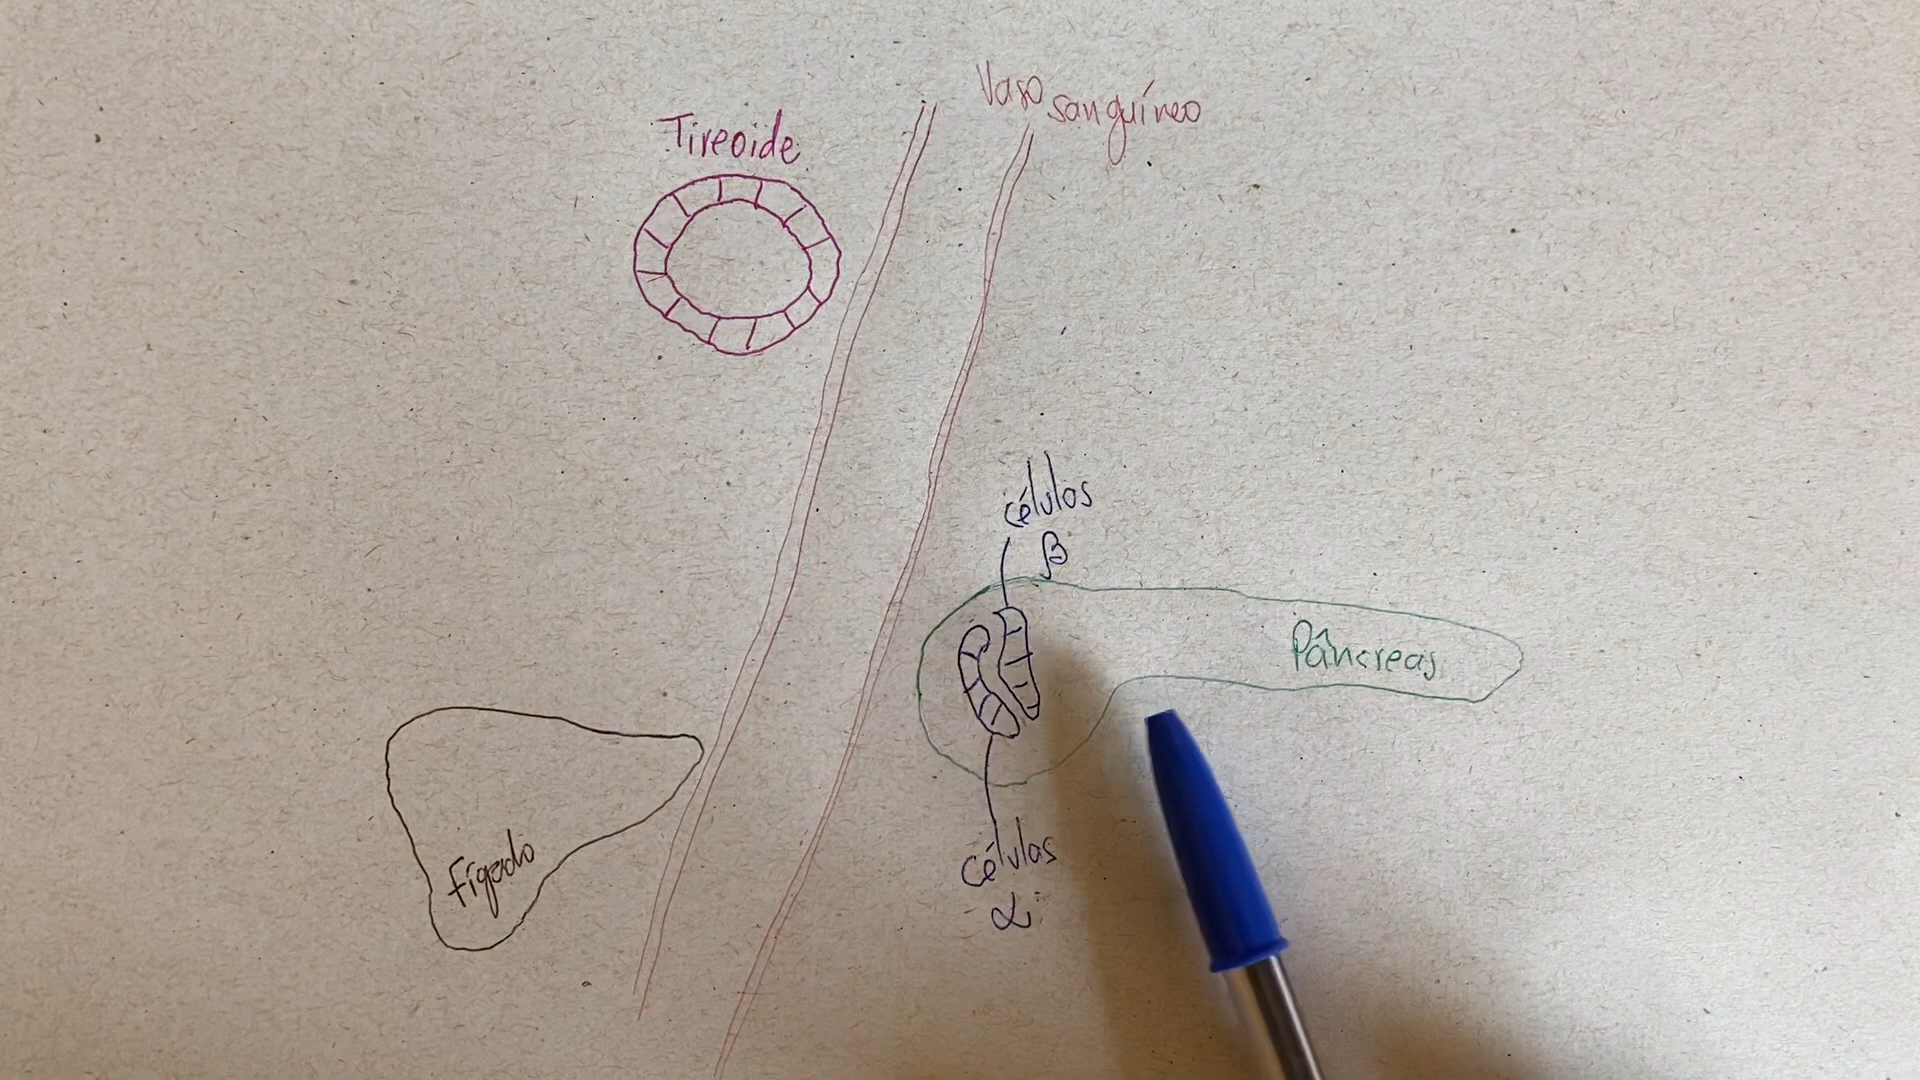 Vaso sanguíneo
Tireoide
células
β
Pâncreas
Fígado
células
α